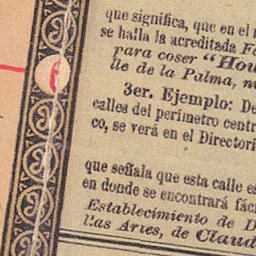 que significa, que en el
se halla la acreditada
para coser "Hou
lle de la Palma,
3er. Ejemplo: De
calles del perímetro centr
co, se verá en el Directori
que señala que esta calle es
en donde se encontrará fác
Establecimiento de D
las Artes, de Claud